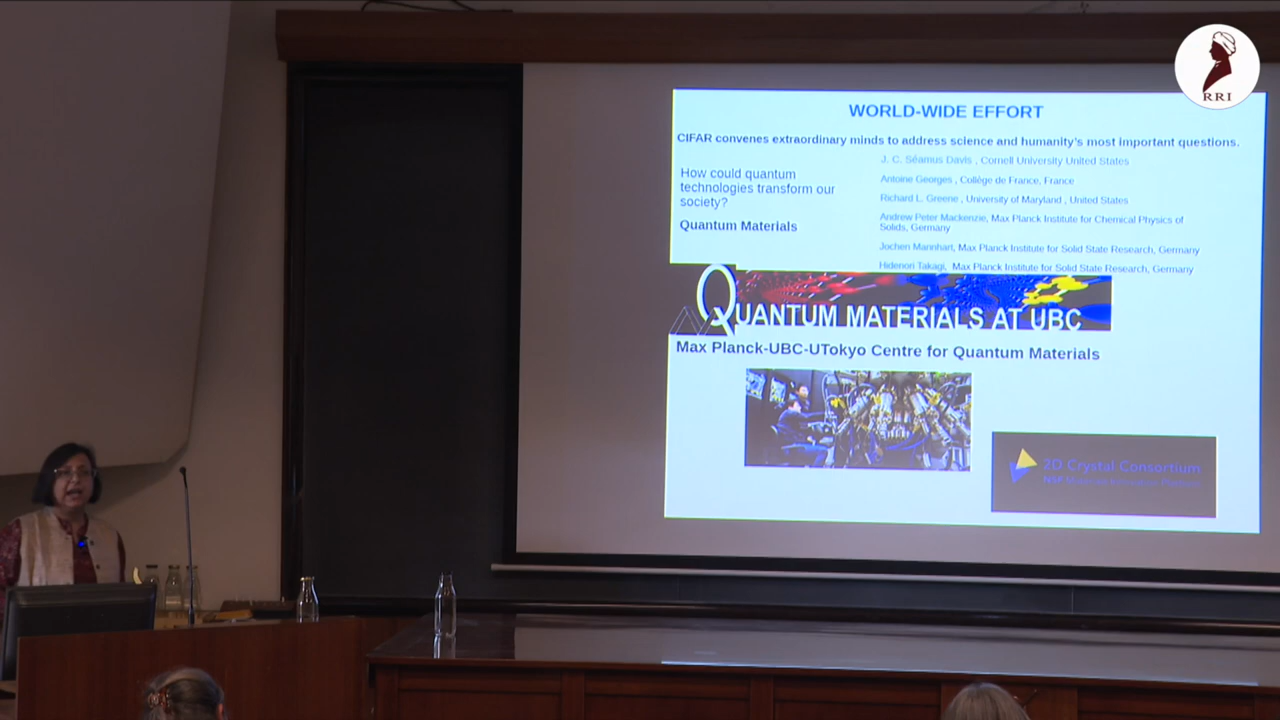 RRI
WORLD-WIDE EFFORT
CIFAR convenes extraordinary minds to address science and humanity's most important questions.
How could quantum
technologies transform our
society?
Quantum Materials
J. C. Séamus Davis , Cornell University United States
Antoine Georges , Collège de France, France
Richard L. Greene , University of Maryland , United States
Andrew Peter Mackenzie, Max Planck Institute for Chemical Physics of
Solids, Germany
Jochen Mannhart, Max Planck Institute for Solid State Research, Germany
Hidenori Takagi, Max Planck Institute for Solid State Research, Germany
QUANTUM MATERIALS AT UBC
Max Planck-UBC-UTokyo Centre for Quantum Materials
2D Crystal Consortium
NSF Materials Innovation Platform